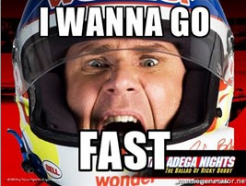 I WANNA GO
FAST
wonder
ADEGA NIGHTS
THE BALLAD OF RICKY BOBBY